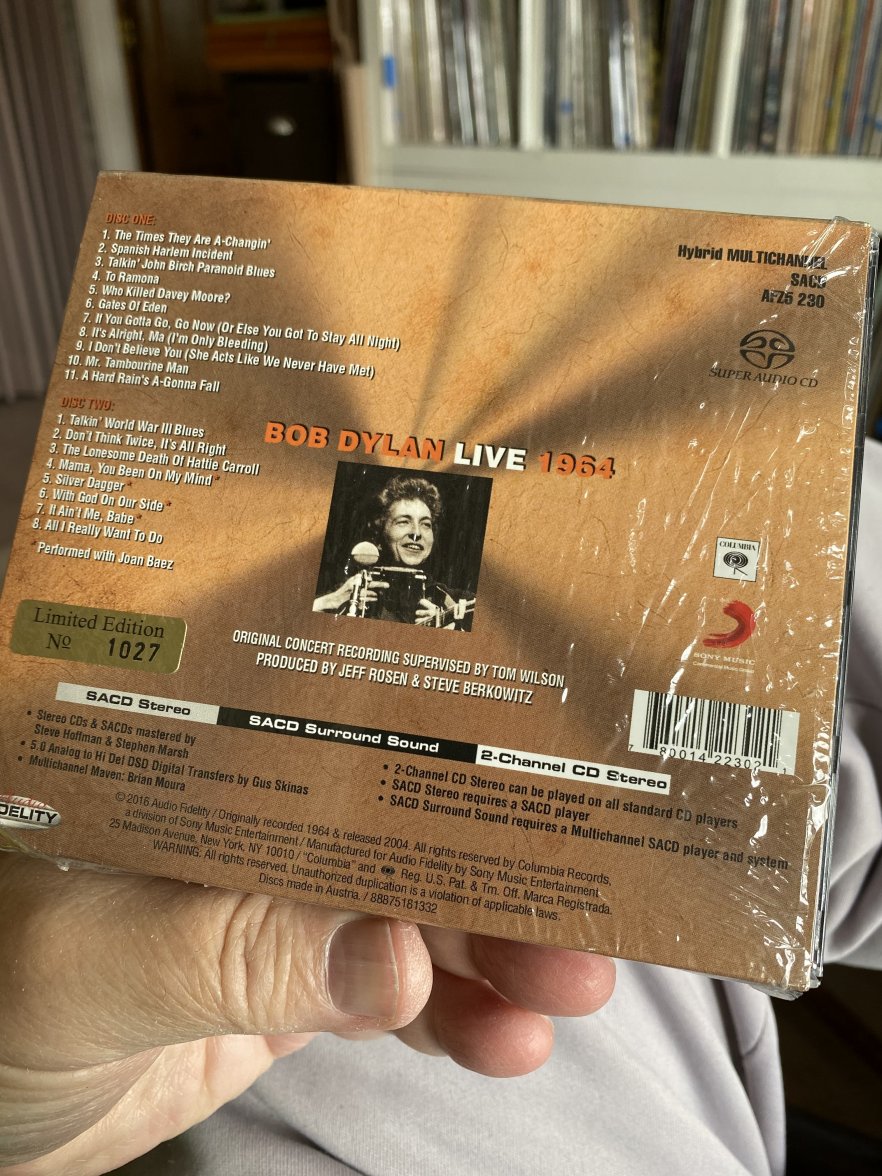 DISC ONE:
1. The Times They Are A-Changin'
2. Spanish Harlem Incident
3. Talkin' John Birch Paranoid Blues
4. To Ramona
5. Who Killed Davey Moore?
6. Gates Of Eden
7. If You Gotta Go, Go Now (Or Else You Got To Stay All Night)
8. It's Alright, Ma (I'm Only Bleeding)
9. I Don't Believe You (She Acts Like We Never Have Met)
10. Mr. Tambourine Man
11. A Hard Rain's A-Gonna Fall
DISC TWO:
1. Talkin' World War III Blues
2. Don't Think Twice, It's All Right
3. The Lonesome Death Of Hattie Carroll
4. Mama, You Been On My Mind *
5. Silver Dagger *
6. With God On Our Side *
7. It Ain't Me, Babe *
8. All I Really Want To Do
*Performed with Joan Baez
Hybrid MULTICHANNEL
SACD
AFZ5 230
SUPER AUDIO CD
BOB DYLAN LIVE 1964
COLUMBIA
SONY MUSIC
Limited Edition
Nº 1027
ORIGINAL CONCERT RECORDING SUPERVISED BY TOM WILSON
PRODUCED BY JEFF ROSEN & STEVE BERKOWITZ
7 80014 22302 1
SACD Stereo
SACD Surround Sound
2-Channel CD Stereo
• Stereo CDs & SACDs mastered by
Steve Hoffman & Stephen Marsh
• 5.0 Analog to Hi Def DSD Digital Transfers by Gus Skinas
• Multichannel Maven: Brian Moura
• 2-Channel CD Stereo can be played on all standard CD players
• SACD Stereo requires a SACD player
• SACD Surround Sound requires a Multichannel SACD player and system
DELITY
© 2016 Audio Fidelity / Originally recorded 1964 & released 2004. All rights reserved by Columbia Records,
a division of Sony Music Entertainment / Manufactured for Audio Fidelity by Sony Music Entertainment
25 Madison Avenue, New York, NY 10010 / "Columbia" and Reg. U.S. Pat. & Tm. Off. Marca Registrada.
WARNING: All rights reserved. Unauthorized duplication is a violation of applicable laws.
Discs made in Austria. / 88875181332